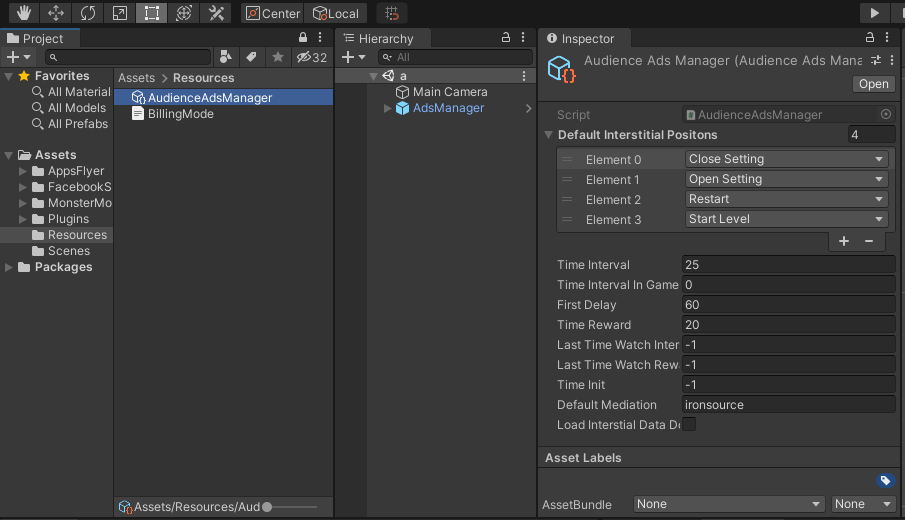 Center
Local
Project
32
Favorites
All Material
All Models
All Prefabs
Assets
AppsFlyer
FacebookS
MonsterMo
Plugins
Resources
Scenes
Packages
Assets > Resources
AudienceAdsManager
BillingMode
Assets/Resources/Aud
Hierarchy
All
a
Main Camera
AdsManager
Inspector
Audience Ads Manager (Audience Ads Mana
Open
Script AudienceAdsManager
Default Interstitial Positons 4
Element 0 Close Setting
Element 1 Open Setting
Element 2 Restart
Element 3 Start Level
Time Interval 25
Time Interval In Game 0
First Delay 60
Time Reward 20
Last Time Watch Inter -1
Last Time Watch Rew -1
Time Init -1
Default Mediation ironsource
Load Interstial Data Do
Asset Labels
AssetBundle None None